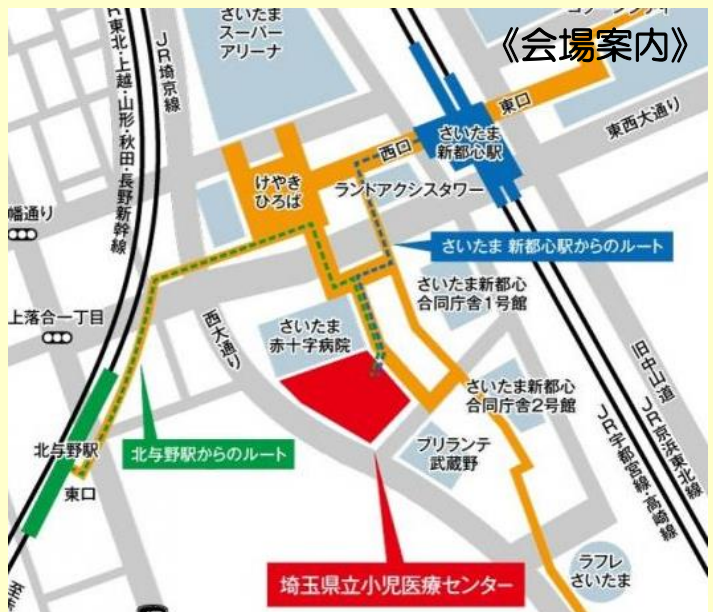 《会場案内》
さいたま
スーパー
アリーナ
JR東北・上越・山形・秋田・長野新幹線
JR埼京線
東口
さいたま
新都心駅
西口
東西大通り
けやき
ひろば
ランドアクシスタワー
幡通り
さいたま 新都心駅からのルート
さいたま新都心
合同庁舎1号館
上落合一丁目
西大通り
さいたま
赤十字病院
旧中山道
さいたま新都心
合同庁舎2号館
北与野駅
北与野駅からのルート
東口
ブリランテ
武蔵野
JR京浜東北線
JR宇都宮線・高崎線
ラフレ
さいたま
埼玉県立小児医療センター